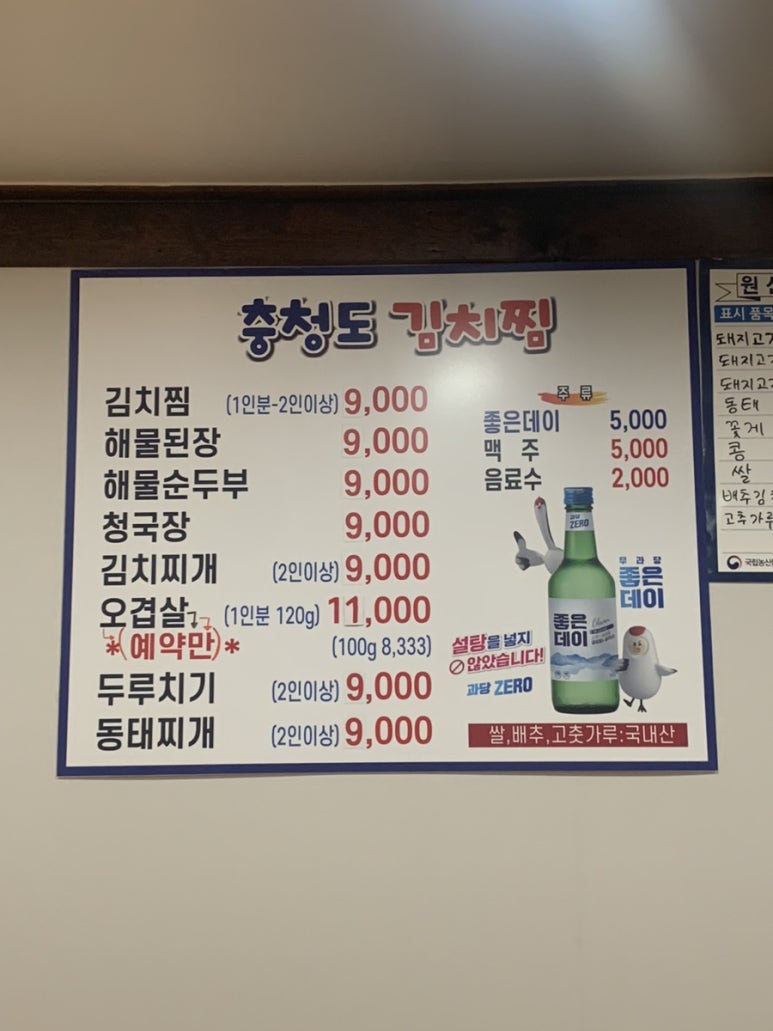 충청도 김치찜
김치찜 (1인분-2인이상) 9,000
해물된장 9,000
해물순두부 9,000
청국장 9,000
김치찌개 (2인이상) 9,000
오겹살 (1인분 120g) 11,000
*(예약만)* (100g 8,333)
두루치기 (2인이상) 9,000
동태찌개 (2인이상) 9,000
주류
좋은데이 5,000
맥 주 5,000
음료수 2,000
과당
ZERO
무과당
좋은
데이
좋은
데이
설탕을 넣지
않았습니다!
과당 ZERO
쌀,배추,고춧가루:국내산
원
표시 품목
돼지고기
돼지고기
돼지고기
동태
꽃게
콩
쌀
배추김
고춧가루
국립농산